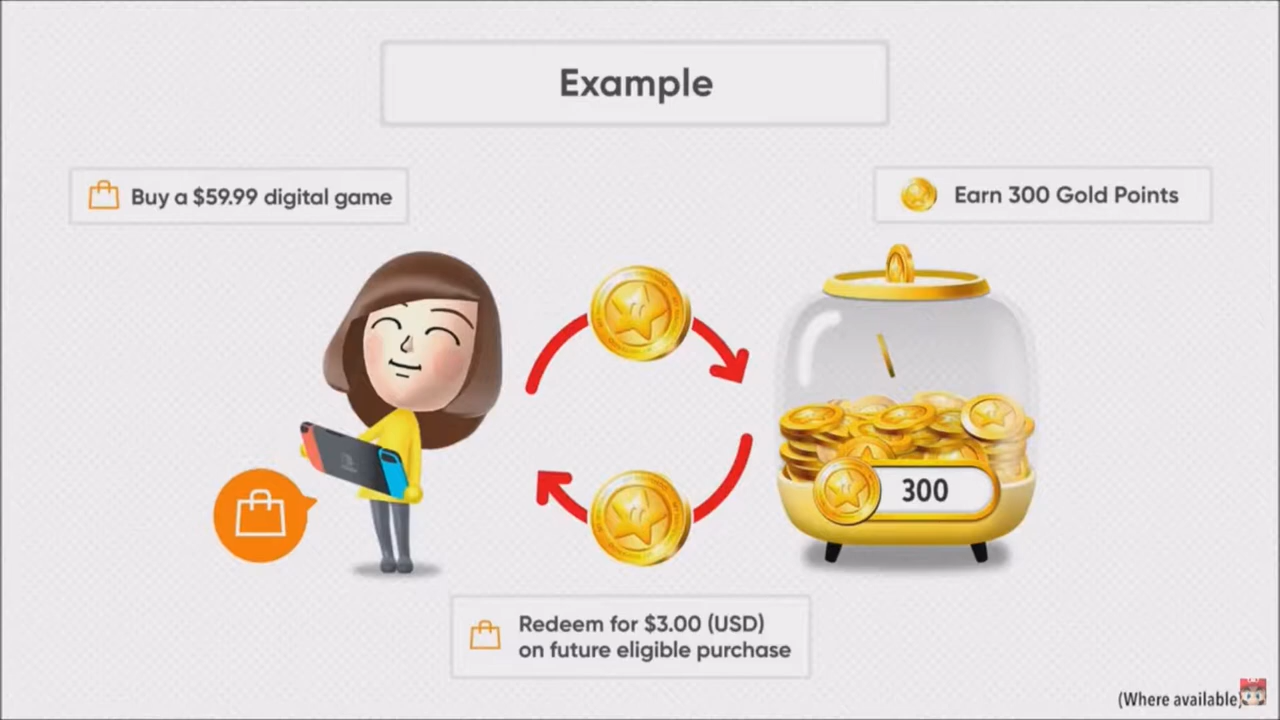 Example
Buy a $59.99 digital game
Earn 300 Gold Points
300
Redeem for $3.00 (USD)
on future eligible purchase
(Where available)